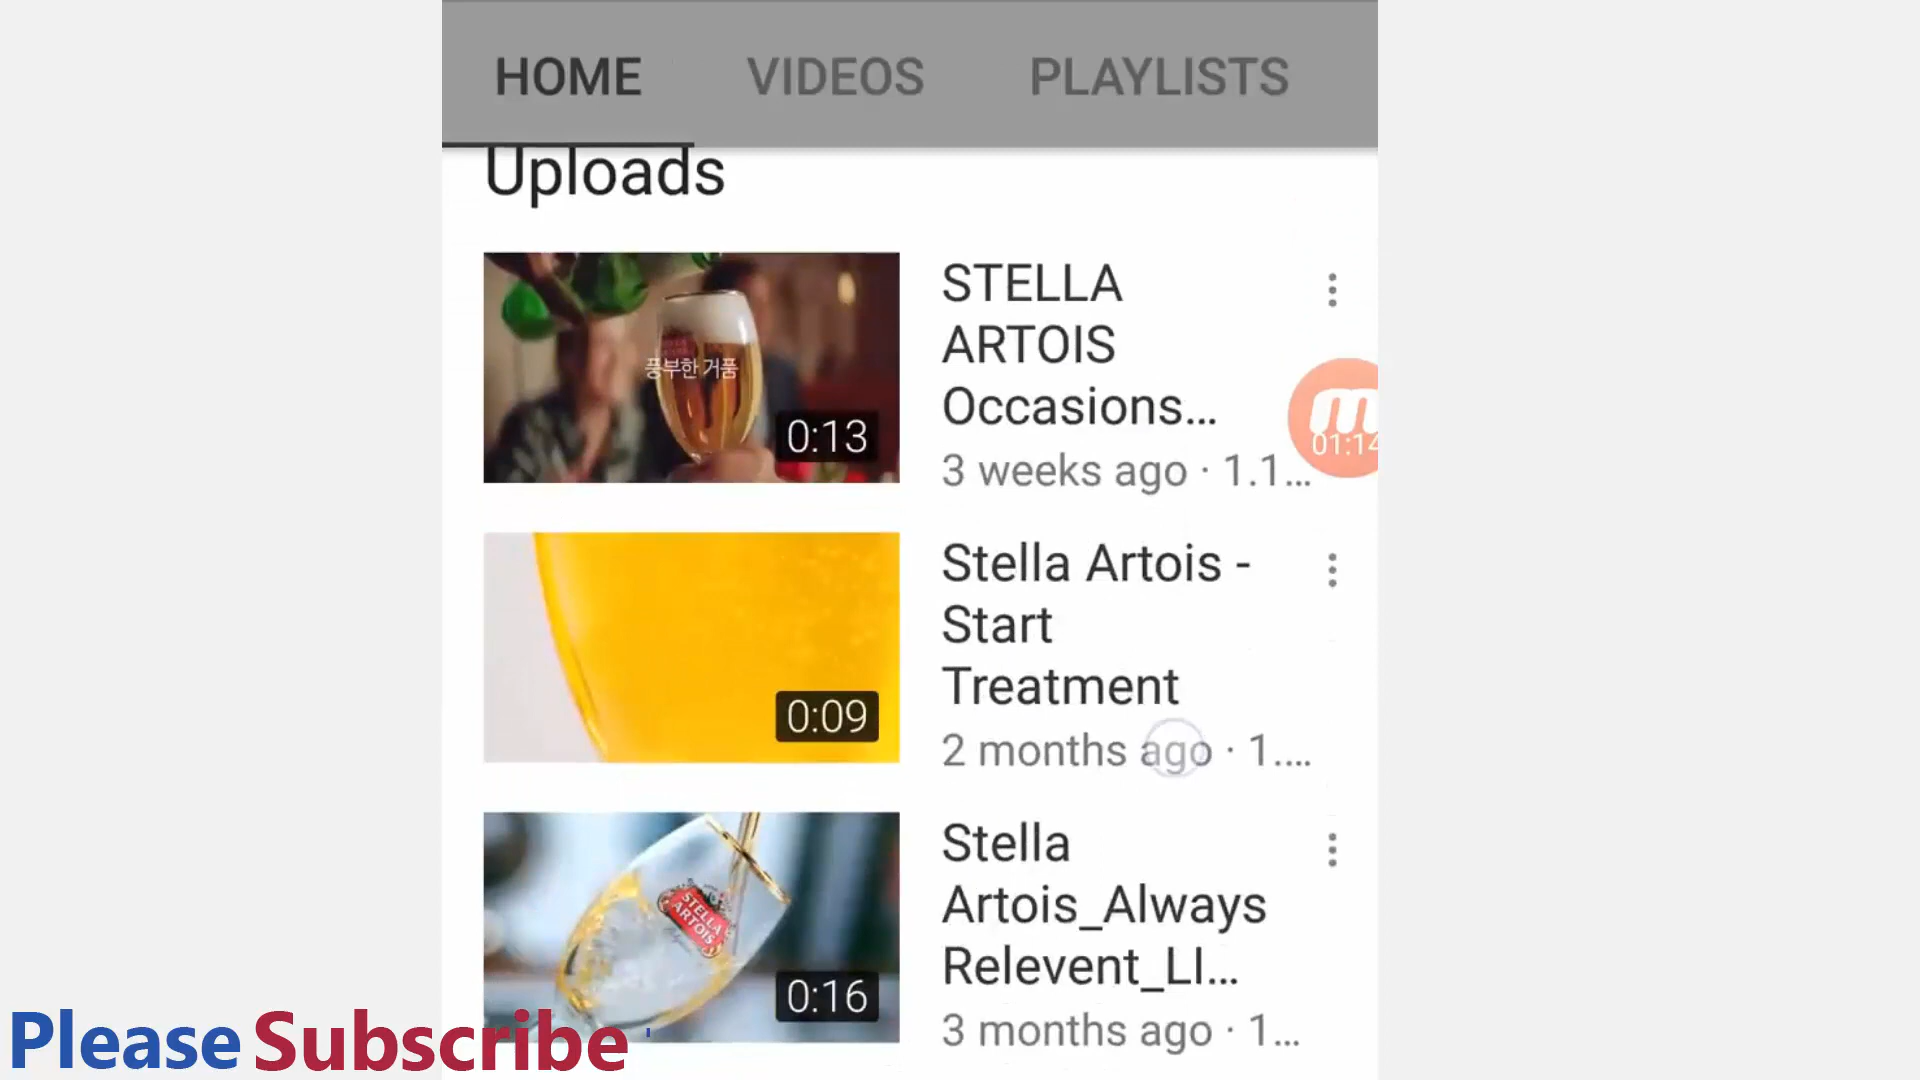 HOME VIDEOS PLAYLISTS
Uploads
풍부한 거품
0:13
STELLA
ARTOIS
Occasions...
3 weeks ago · 1.1...
01:14
0:09
Stella Artois -
Start
Treatment
2 months ago · 1....
STELLA
ARTOIS
0:16
Stella
Artois_Always
Relevent_LI...
3 months ago · 1...
Please Subscribe